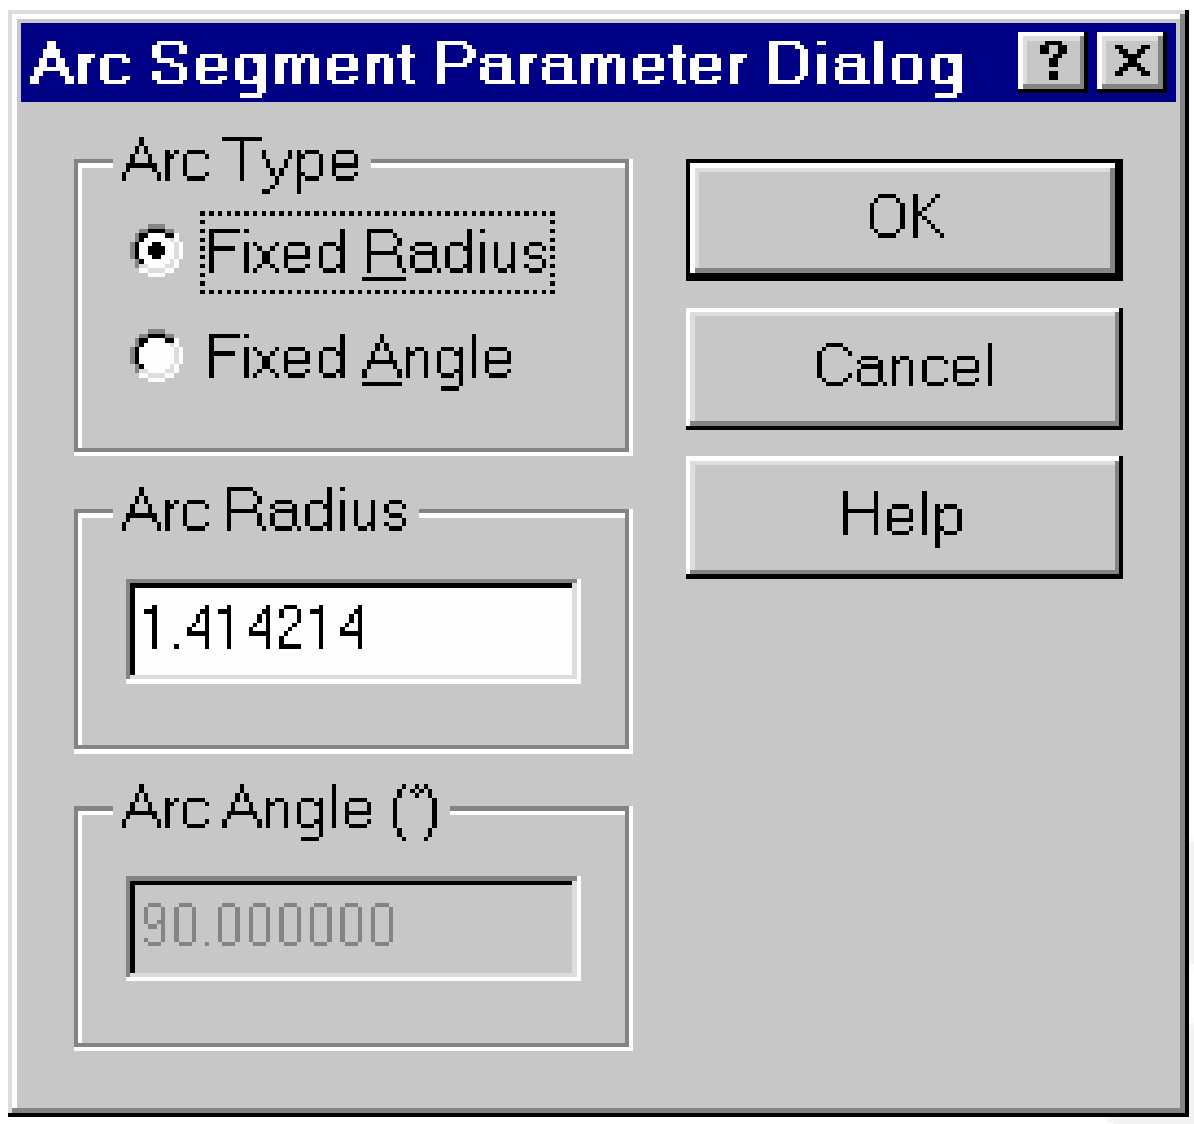 Arc Segment Parameter Dialog ? X
Arc Type
Fixed Radius
Fixed Angle
OK
Cancel
Help
Arc Radius
1.414214
Arc Angle (°)
90.000000